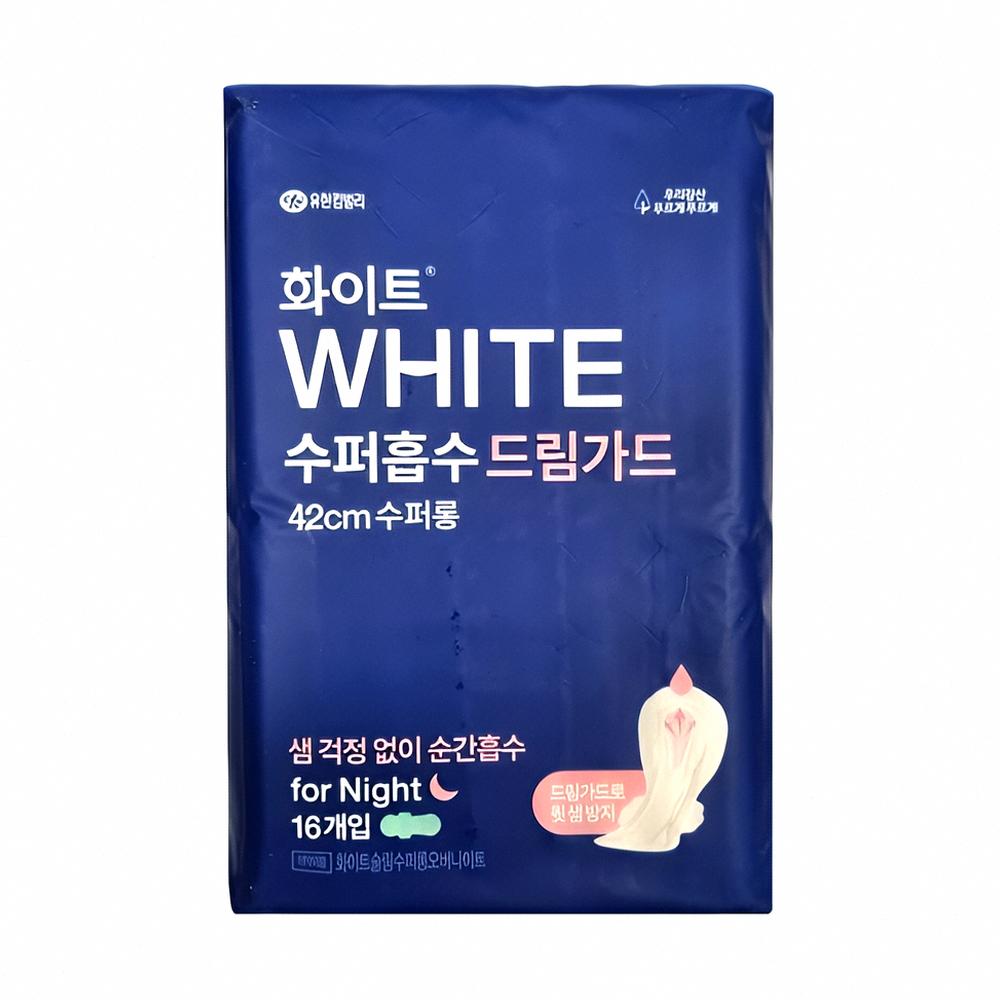 유한킴벌리
우리강산
푸르게 푸르게
화이트®
WHITE
수퍼흡수 드림가드
42cm 수퍼롱
샘 걱정 없이 순간흡수
for Night
16개입
드림가드로
뒷샘방지